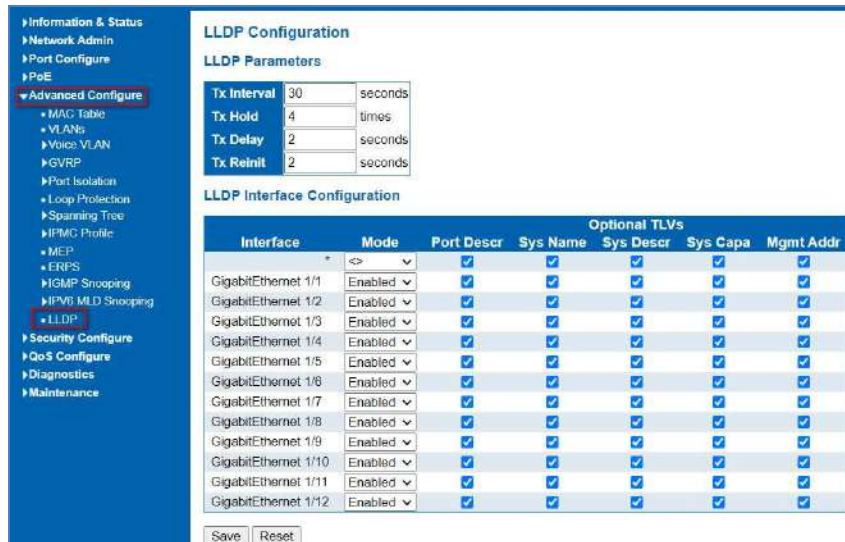 Information & Status
Network Admin
Port Configure
PoE
Advanced Configure
MAC Table
VLANs
Voice VLAN
GVRP
Port Isolation
Loop Protection
Spanning Tree
IPMC Profile
MEP
ERPS
IGMP Snooping
IPV6 MLD Snooping
LLDP
Security Configure
QoS Configure
Diagnostics
Maintenance
LLDP Configuration
LLDP Parameters
Tx Interval 30 seconds
Tx Hold 4 times
Tx Delay 2 seconds
Tx Reinit 2 seconds
LLDP Interface Configuration
Optional TLVs
Interface Mode Port Descr Sys Name Sys Descr Sys Capa Mgmt Addr
* <>
GigabitEthernet 1/1 Enabled
GigabitEthernet 1/2 Enabled
GigabitEthernet 1/3 Enabled
GigabitEthernet 1/4 Enabled
GigabitEthernet 1/5 Enabled
GigabitEthernet 1/6 Enabled
GigabitEthernet 1/7 Enabled
GigabitEthernet 1/8 Enabled
GigabitEthernet 1/9 Enabled
GigabitEthernet 1/10 Enabled
GigabitEthernet 1/11 Enabled
GigabitEthernet 1/12 Enabled
Save Reset